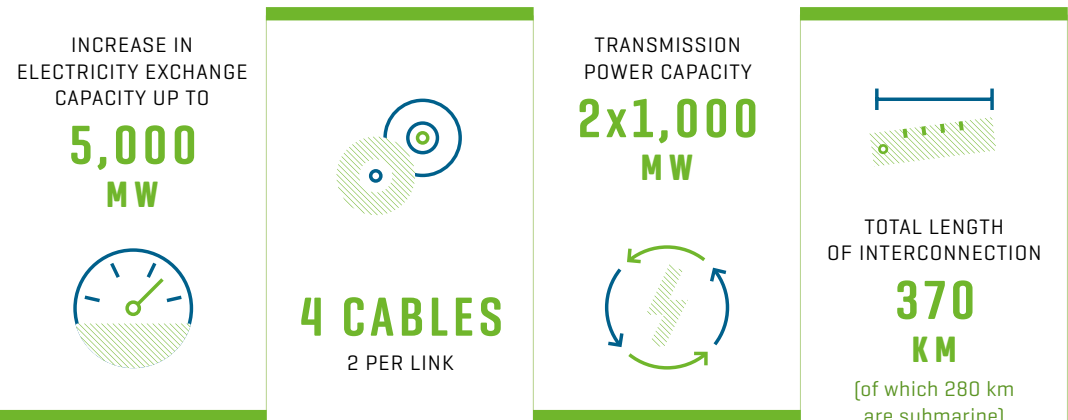 INCREASE IN
ELECTRICITY EXCHANGE
CAPACITY UP TO
5,000
MW
4 CABLES
2 PER LINK
TRANSMISSION
POWER CAPACITY
2x1,000
MW
TOTAL LENGTH
OF INTERCONNECTION
370
KM
(of which 280 km
are submarine)